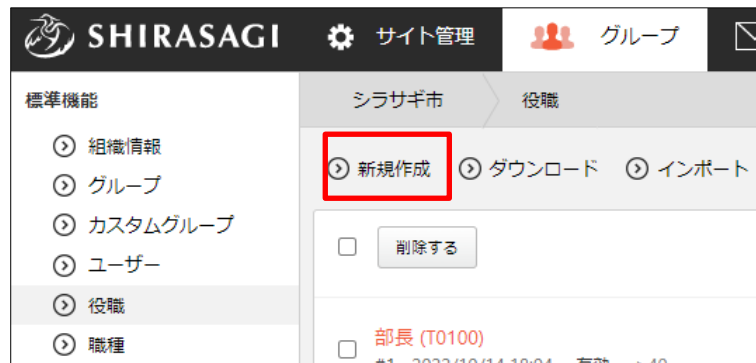 SHIRASAGI サイト管理 グループ
標準機能
シラサギ市 役職
組織情報
新規作成 ダウンロード インポート
グループ
カスタムグループ
削除する
ユーザー
役職
部長 (T0100)
職種